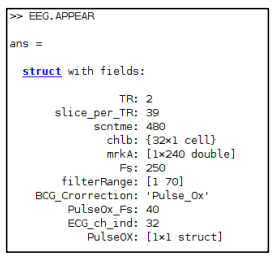 >> EEG.APPEAR
ans =
struct with fields:
TR: 2
slice_per_TR: 39
scntme: 480
chlb: {32×1 cell}
mrkA: [1×240 double]
Fs: 250
filterRange: [1 70]
BCG_Crorrection: 'Pulse_Ox'
PulseOx_Fs: 40
ECG_ch_ind: 32
PulseOX: [1×1 struct]